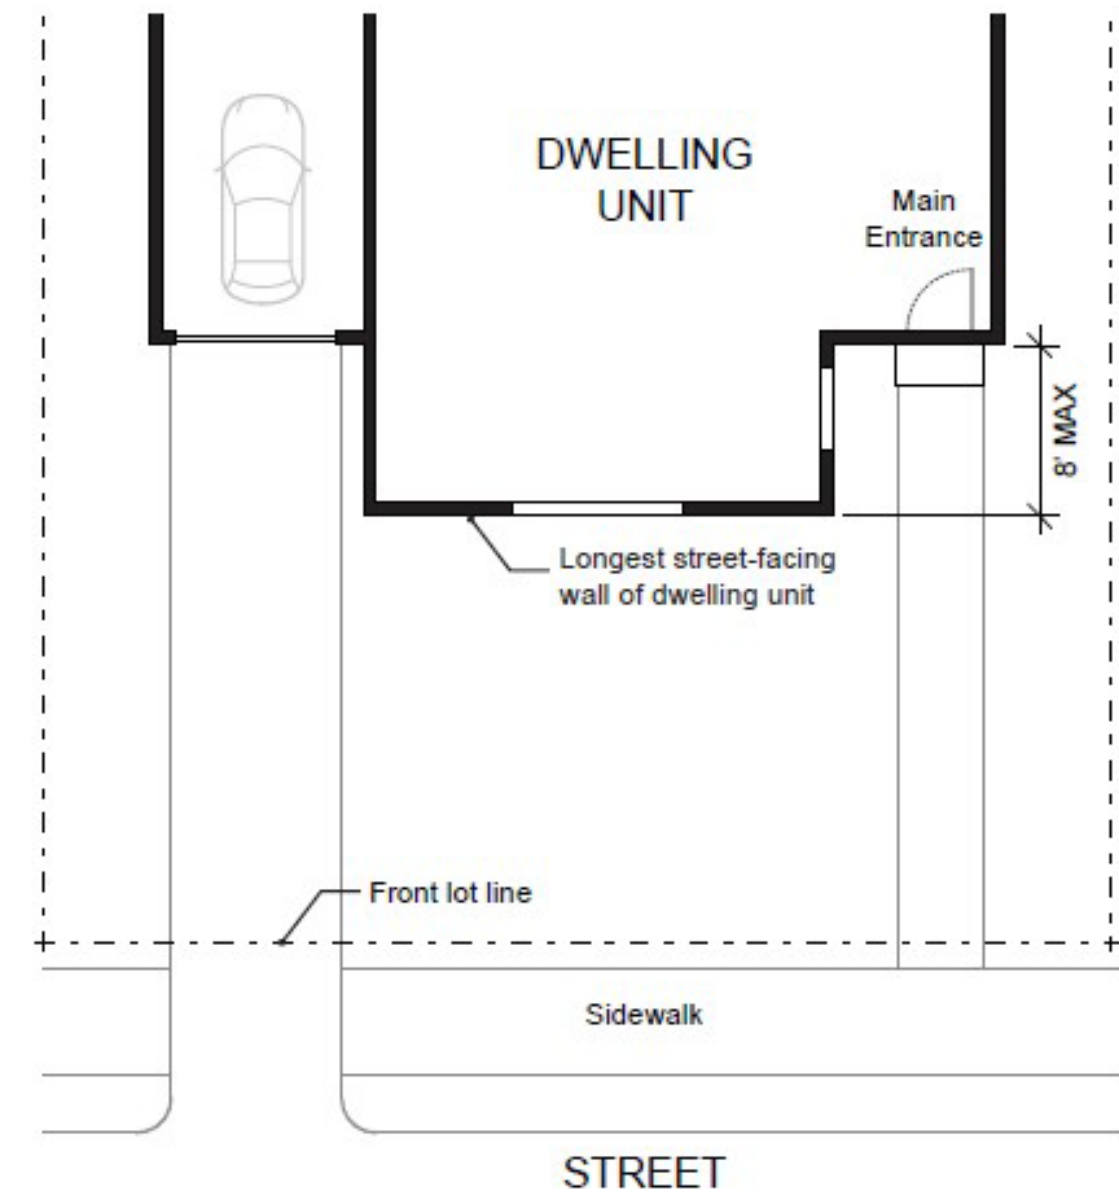 DWELLING
UNIT
Main
Entrance
8' MAX
Longest street-facing
wall of dwelling unit
Front lot line
Sidewalk
STREET